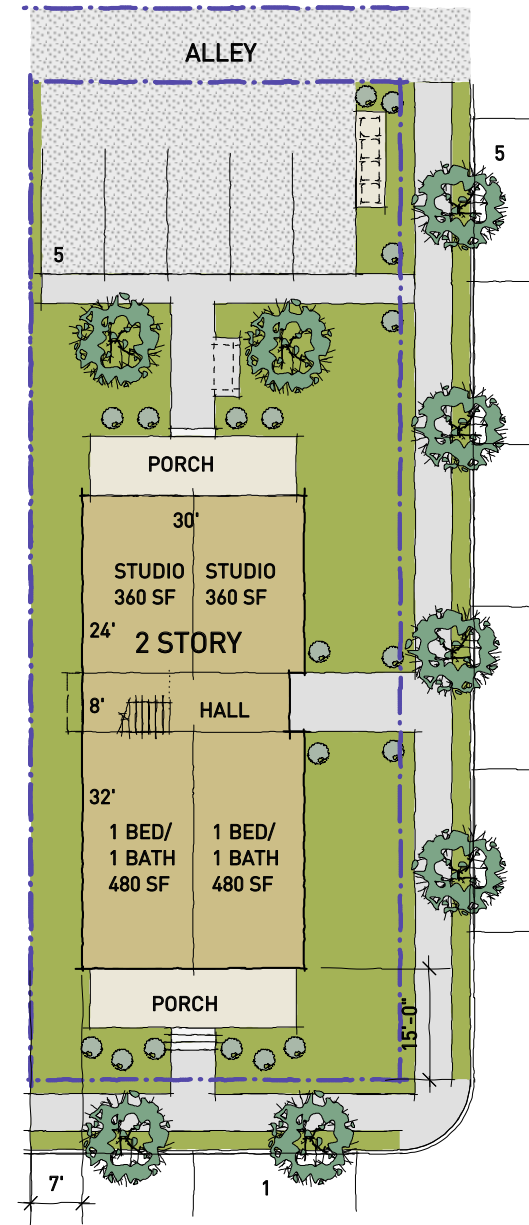 ALLEY
5
5
PORCH
30'
STUDIO STUDIO
360 SF 360 SF
24'
2 STORY
8'
HALL
32'
1 BED/ 1 BED/
1 BATH 1 BATH
480 SF 480 SF
PORCH
15'-0"
7'
1